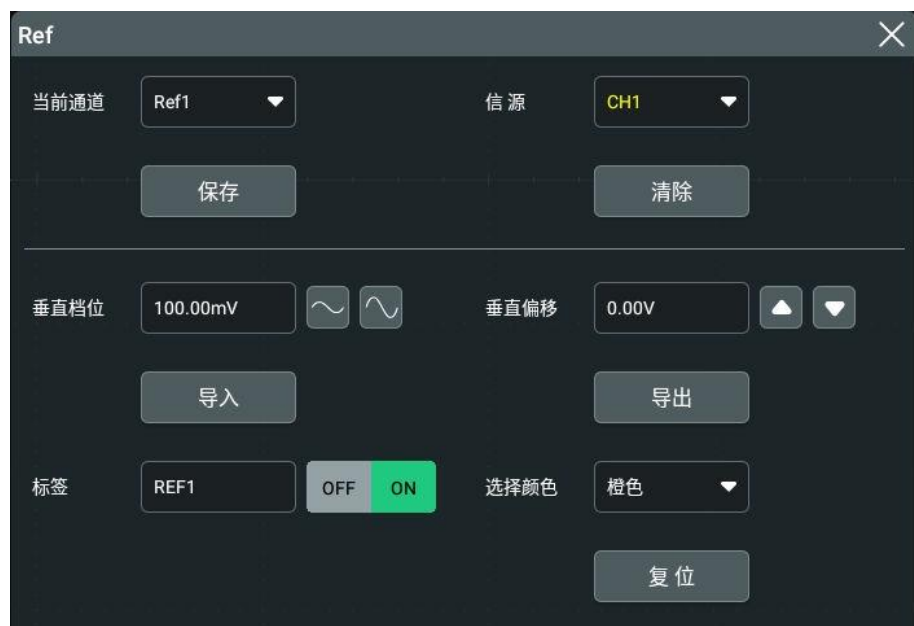 Ref
当前通道 Ref1 信源 CH1
保存 清除
垂直档位 100.00mV 垂直偏移 0.00V
导入 导出
标签 REF1 OFF ON 选择颜色 橙色
复位